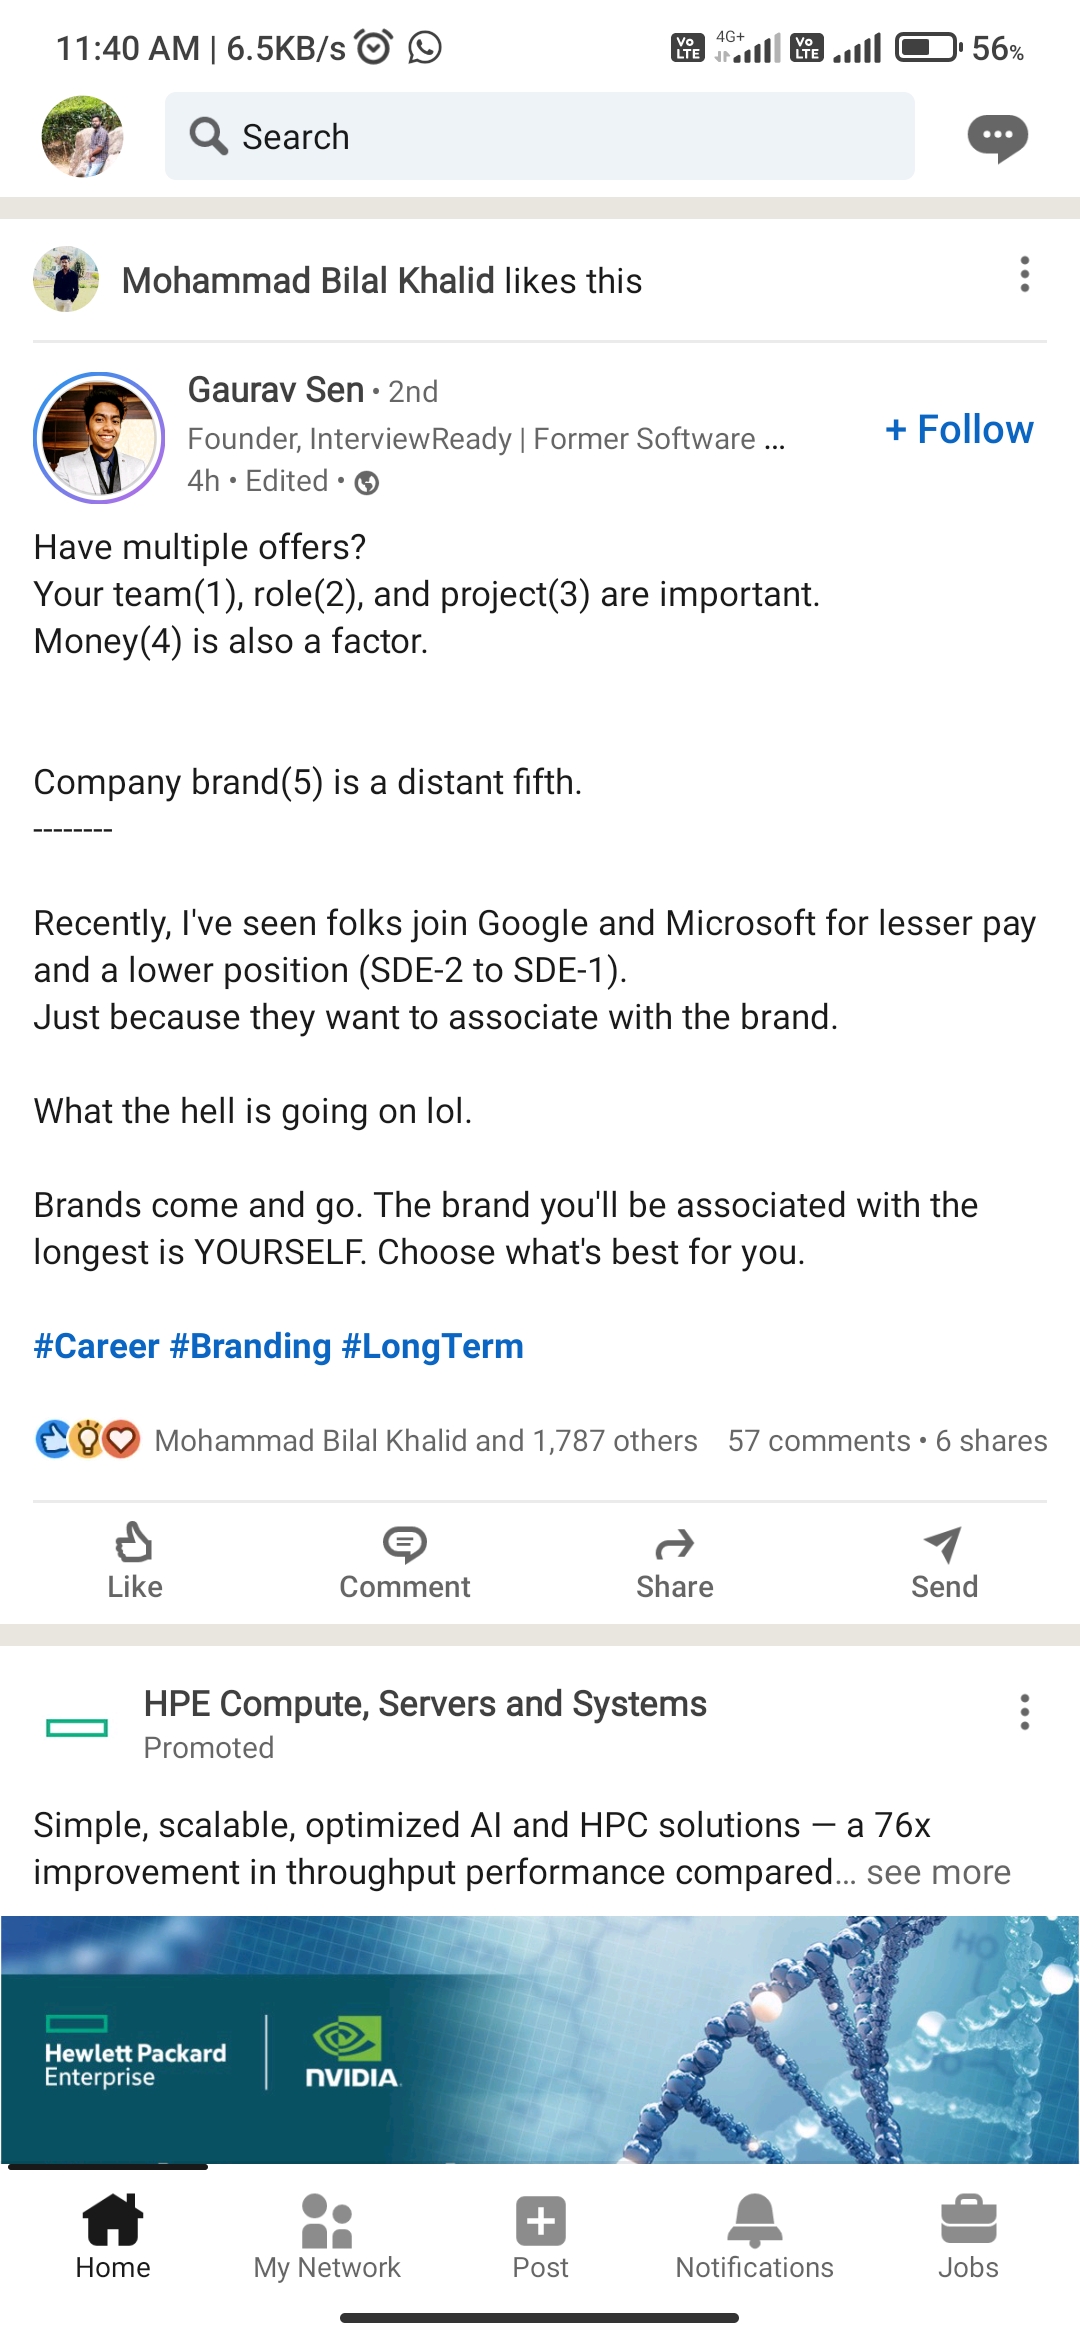 11:40 AM | 6.5KB/s
Vo LTE 4G+ Vo LTE 56%
Search
Mohammad Bilal Khalid likes this
Gaurav Sen • 2nd
Founder, InterviewReady | Former Software ...
+ Follow
4h • Edited •
Have multiple offers?
Your team(1), role(2), and project(3) are important.
Money(4) is also a factor.
Company brand(5) is a distant fifth.
--------
Recently, I've seen folks join Google and Microsoft for lesser pay
and a lower position (SDE-2 to SDE-1).
Just because they want to associate with the brand.
What the hell is going on lol.
Brands come and go. The brand you'll be associated with the
longest is YOURSELF. Choose what's best for you.
#Career #Branding #LongTerm
Mohammad Bilal Khalid and 1,787 others 57 comments • 6 shares
Like Comment Share Send
HPE Compute, Servers and Systems
Promoted
Simple, scalable, optimized AI and HPC solutions — a 76x
improvement in throughput performance compared... see more
HO
Hewlett Packard
Enterprise
NVIDIA.
Home My Network Post Notifications Jobs